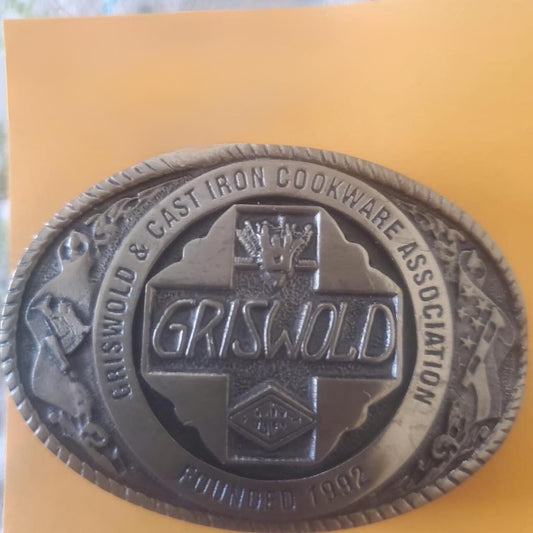 GRISWOLD & CAST IRON COOKWARE ASSOCIATION
GRISWOLD
FOUNDED 1992